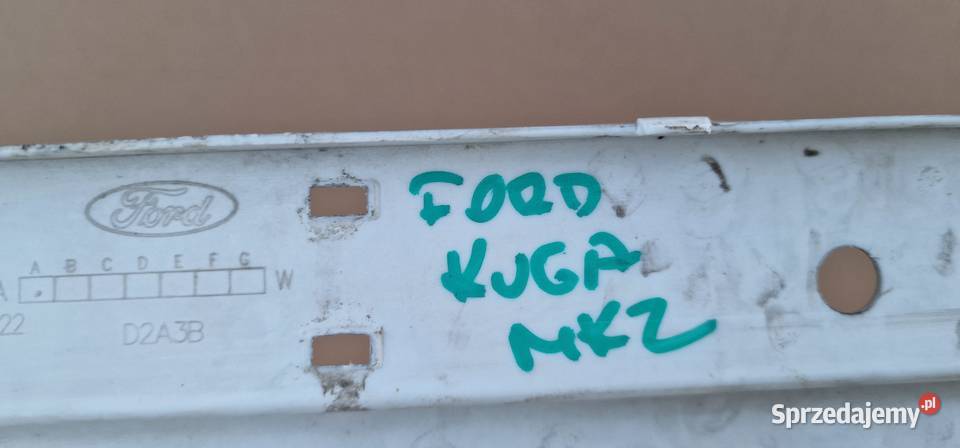 Ford
FORD
KUGA
MK2
A B C D E F G
A W
22
D2A3B
Sprzedajemy.pl